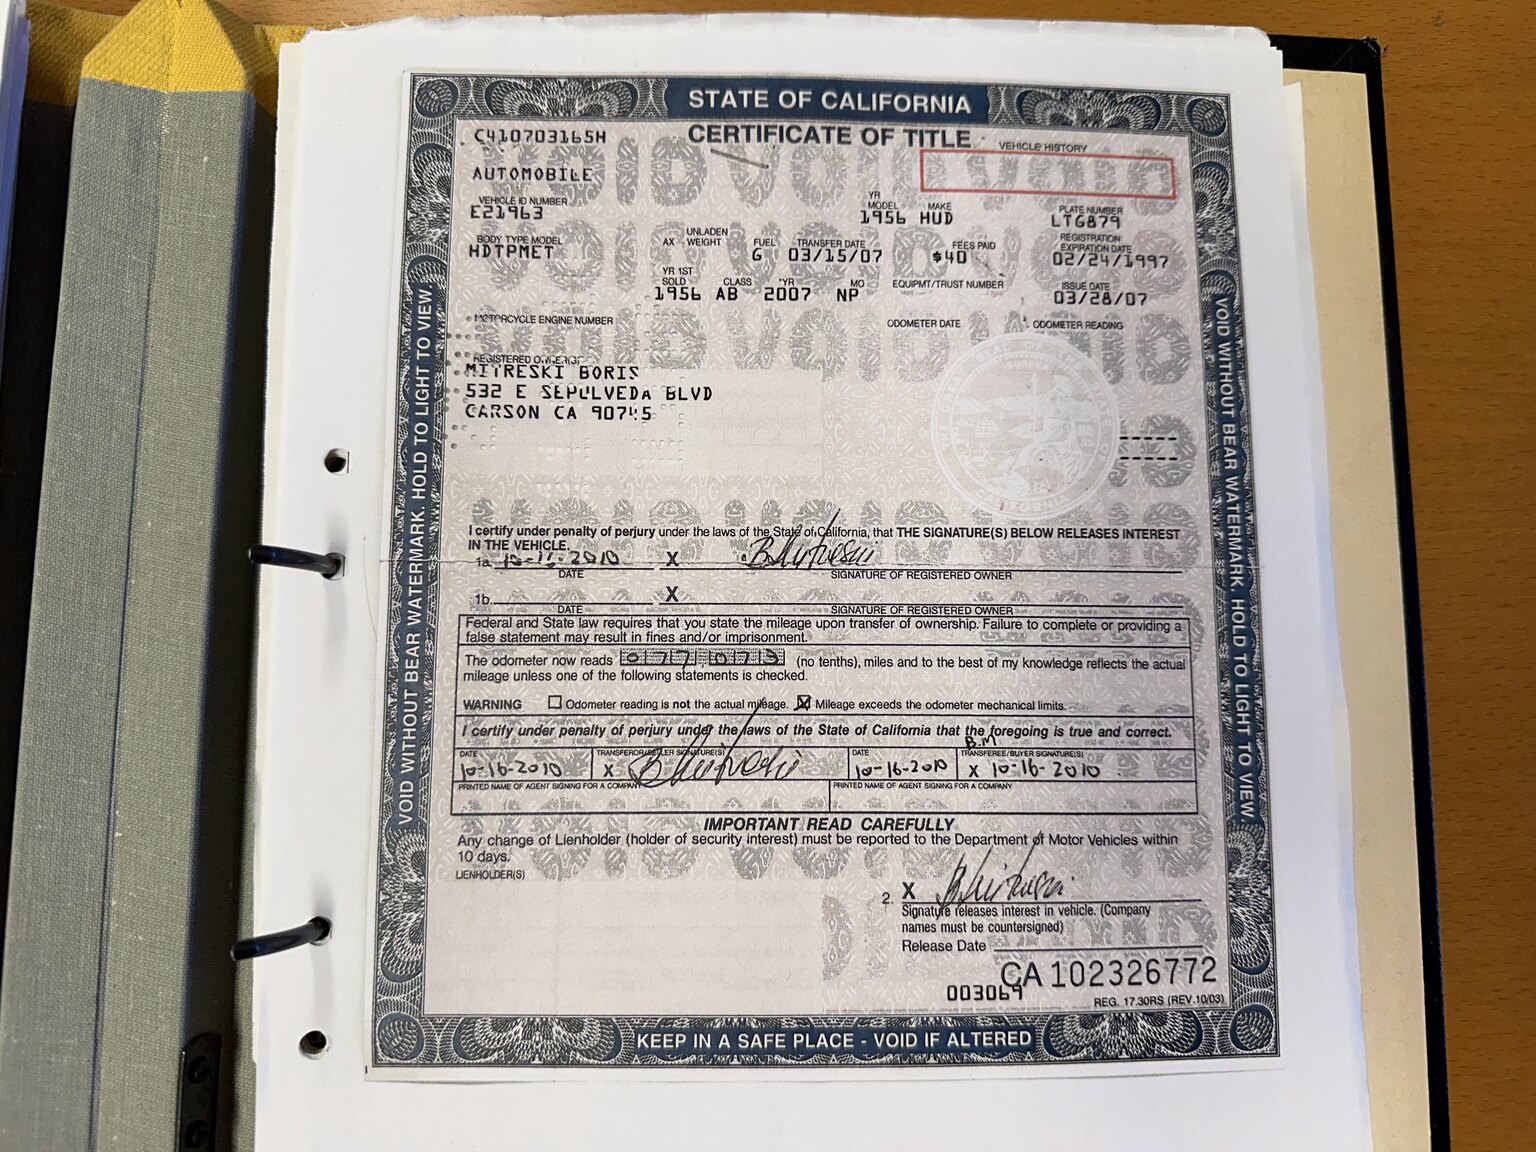 STATE OF CALIFORNIA
CERTIFICATE OF TITLE
C410703165H
VEHICLE HISTORY
AUTOMOBILE
VEHICLE ID NUMBER
E21963
YR MODEL
1956
MAKE
HUD
PLATE NUMBER
LTG879
BODY TYPE MODEL
HDTPMET
AX
UNLADEN WEIGHT
FUEL
G
TRANSFER DATE
03/15/07
FEES PAID
$40
REGISTRATION EXPIRATION DATE
02/24/1997
YR 1ST SOLD
1956
CLASS
AB
YR
2007
MO
NP
EQUIPMT/TRUST NUMBER
ISSUE DATE
03/28/07
MOTORCYCLE ENGINE NUMBER
ODOMETER DATE
ODOMETER READING
REGISTERED OWNER(S)
MITRESKI BORIS
532 E SEPULVEDA BLVD
CARSON CA 90745
I certify under penalty of perjury under the laws of the State of California, that THE SIGNATURE(S) BELOW RELEASES INTEREST
IN THE VEHICLE.
1a. 2010 X
DATE SIGNATURE OF REGISTERED OWNER
1b. X
DATE SIGNATURE OF REGISTERED OWNER
Federal and State law requires that you state the mileage upon transfer of ownership. Failure to complete or providing a
false statement may result in fines and/or imprisonment.
The odometer now reads 077,073 (no tenths), miles and to the best of my knowledge reflects the actual
mileage unless one of the following statements is checked.
WARNING Odometer reading is not the actual mileage. Mileage exceeds the odometer mechanical limits.
I certify under penalty of perjury under the laws of the State of California that the foregoing is true and correct.
B.M
DATE TRANSFEROR/SELLER SIGNATURE(S) DATE TRANSFEREE/BUYER SIGNATURE(S)
10-16-2010 X 10-16-2010 X 10-16-2010
PRINTED NAME OF AGENT SIGNING FOR A COMPANY PRINTED NAME OF AGENT SIGNING FOR A COMPANY
IMPORTANT READ CAREFULLY
Any change of Lienholder (holder of security interest) must be reported to the Department of Motor Vehicles within
10 days.
LIENHOLDER(S)
2. X
Signature releases interest in vehicle. (Company
names must be countersigned)
Release Date
CA 102326772
003069
REG. 17.30RS (REV.10/03)
KEEP IN A SAFE PLACE - VOID IF ALTERED
VOID WITHOUT BEAR WATERMARK. HOLD TO LIGHT TO VIEW.
VOID WITHOUT BEAR WATERMARK. HOLD TO LIGHT TO VIEW.